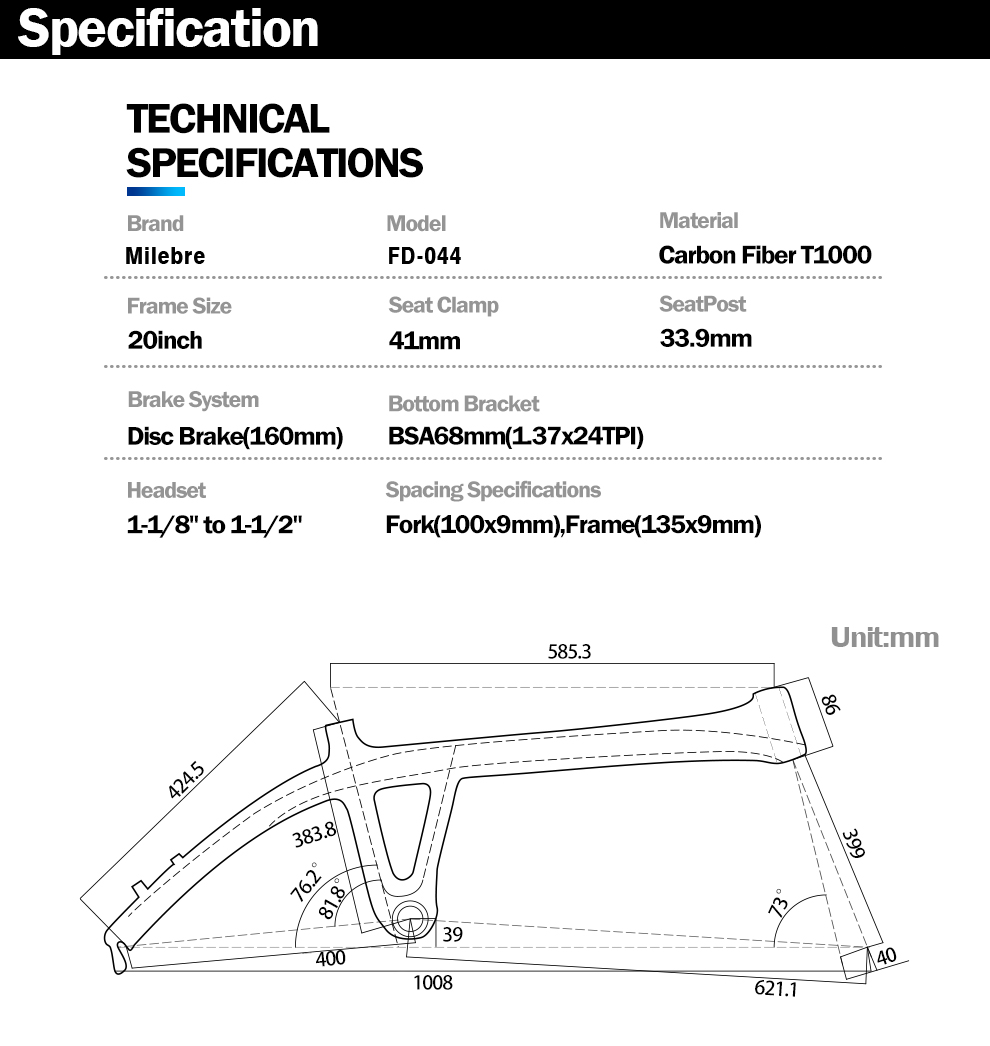 Specification
TECHNICAL
SPECIFICATIONS
Brand
Model
Material
Milebre
FD-044
Carbon Fiber T1000
Frame Size
Seat Clamp
SeatPost
20inch
41mm
33.9mm
Brake System
Bottom Bracket
Disc Brake(160mm)
BSA68mm(1.37x24TPI)
Headset
Spacing Specifications
1-1/8" to 1-1/2"
Fork(100x9mm),Frame(135x9mm)
Unit:mm
585.3
86
424.5
383.8
399
76.2°
81.8°
73°
39
400
40
1008
621.1